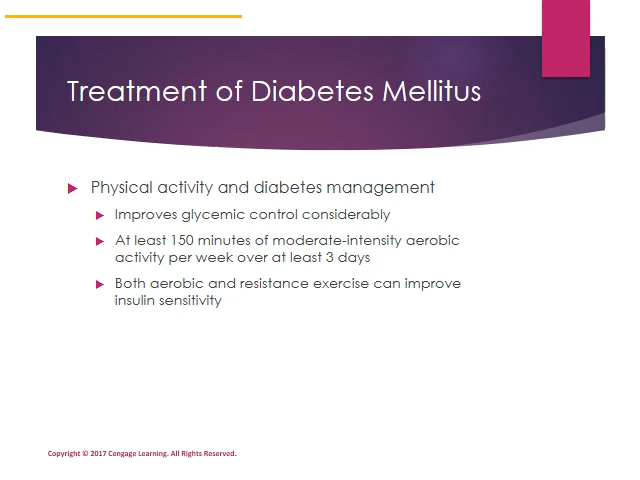 Treatment of Diabetes Mellitus
Physical activity and diabetes management
Improves glycemic control considerably
At least 150 minutes of moderate-intensity aerobic
activity per week over at least 3 days
Both aerobic and resistance exercise can improve
insulin sensitivity
Copyright © 2017 Cengage Learning. All Rights Reserved.